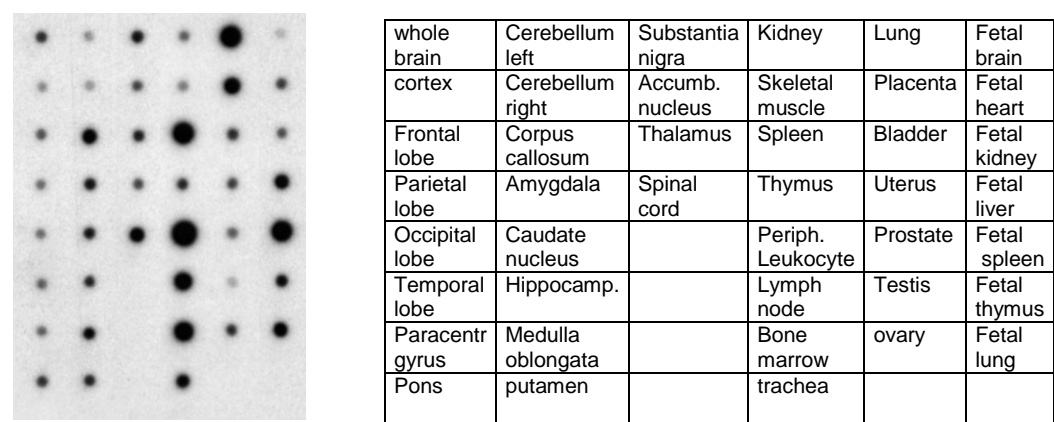 whole brain
Cerebellum left
Substantia nigra
Kidney
Lung
Fetal brain
cortex
Cerebellum right
Accumb. nucleus
Skeletal muscle
Placenta
Fetal heart
Frontal lobe
Corpus callosum
Thalamus
Spleen
Bladder
Fetal kidney
Parietal lobe
Amygdala
Spinal cord
Thymus
Uterus
Fetal liver
Occipital lobe
Caudate nucleus
Periph. Leukocyte
Prostate
Fetal spleen
Temporal lobe
Hippocamp.
Lymph node
Testis
Fetal thymus
Paracentr gyrus
Medulla oblongata
Bone marrow
ovary
Fetal lung
Pons
putamen
trachea